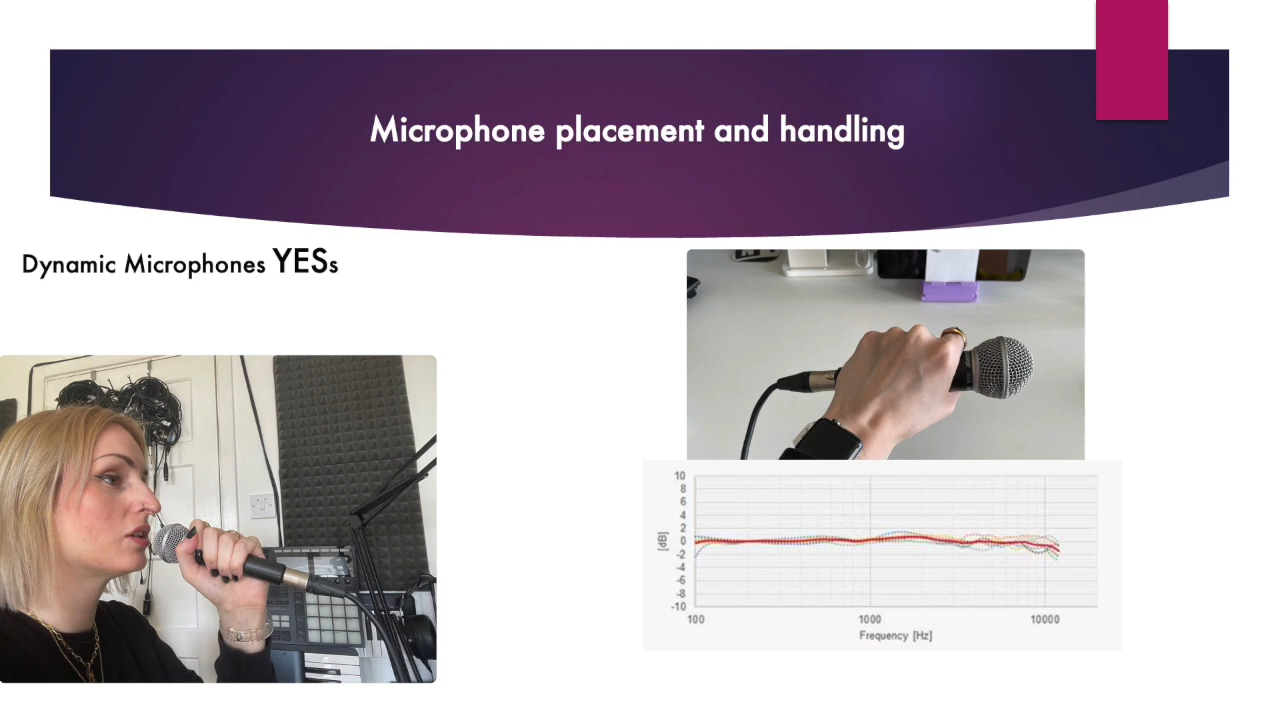 Microphone placement and handling
Dynamic Microphones YESs
10
8
6
4
2
0
-2
-4
-6
-8
-10
[dB]
100 1000 10000
Frequency [Hz]